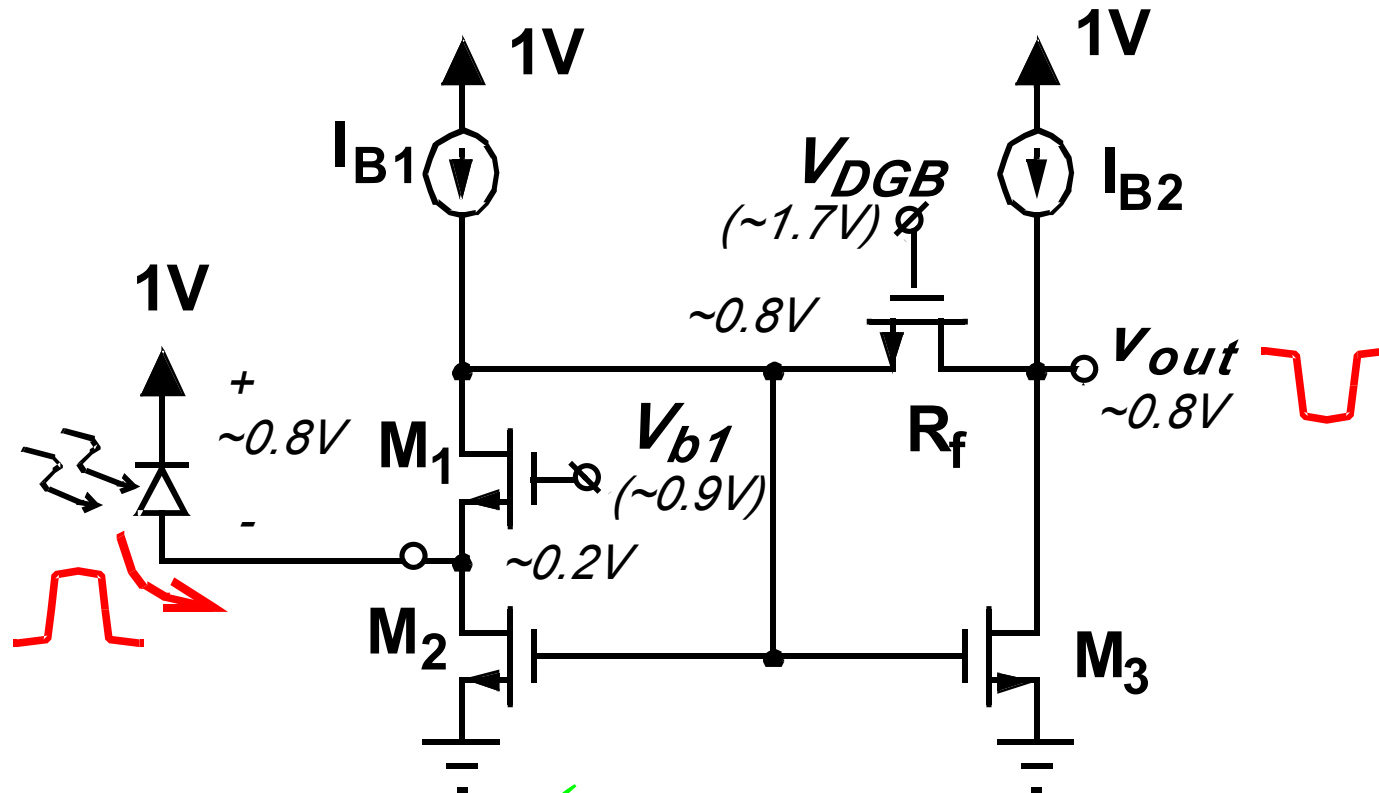 1V
1V
I_B1
V_DGB
(~1.7V)
I_B2
1V
~0.8V
+
~0.8V
v_out
~0.8V
M_1
V_b1
(~0.9V)
R_f
-
~0.2V
M_2
M_3